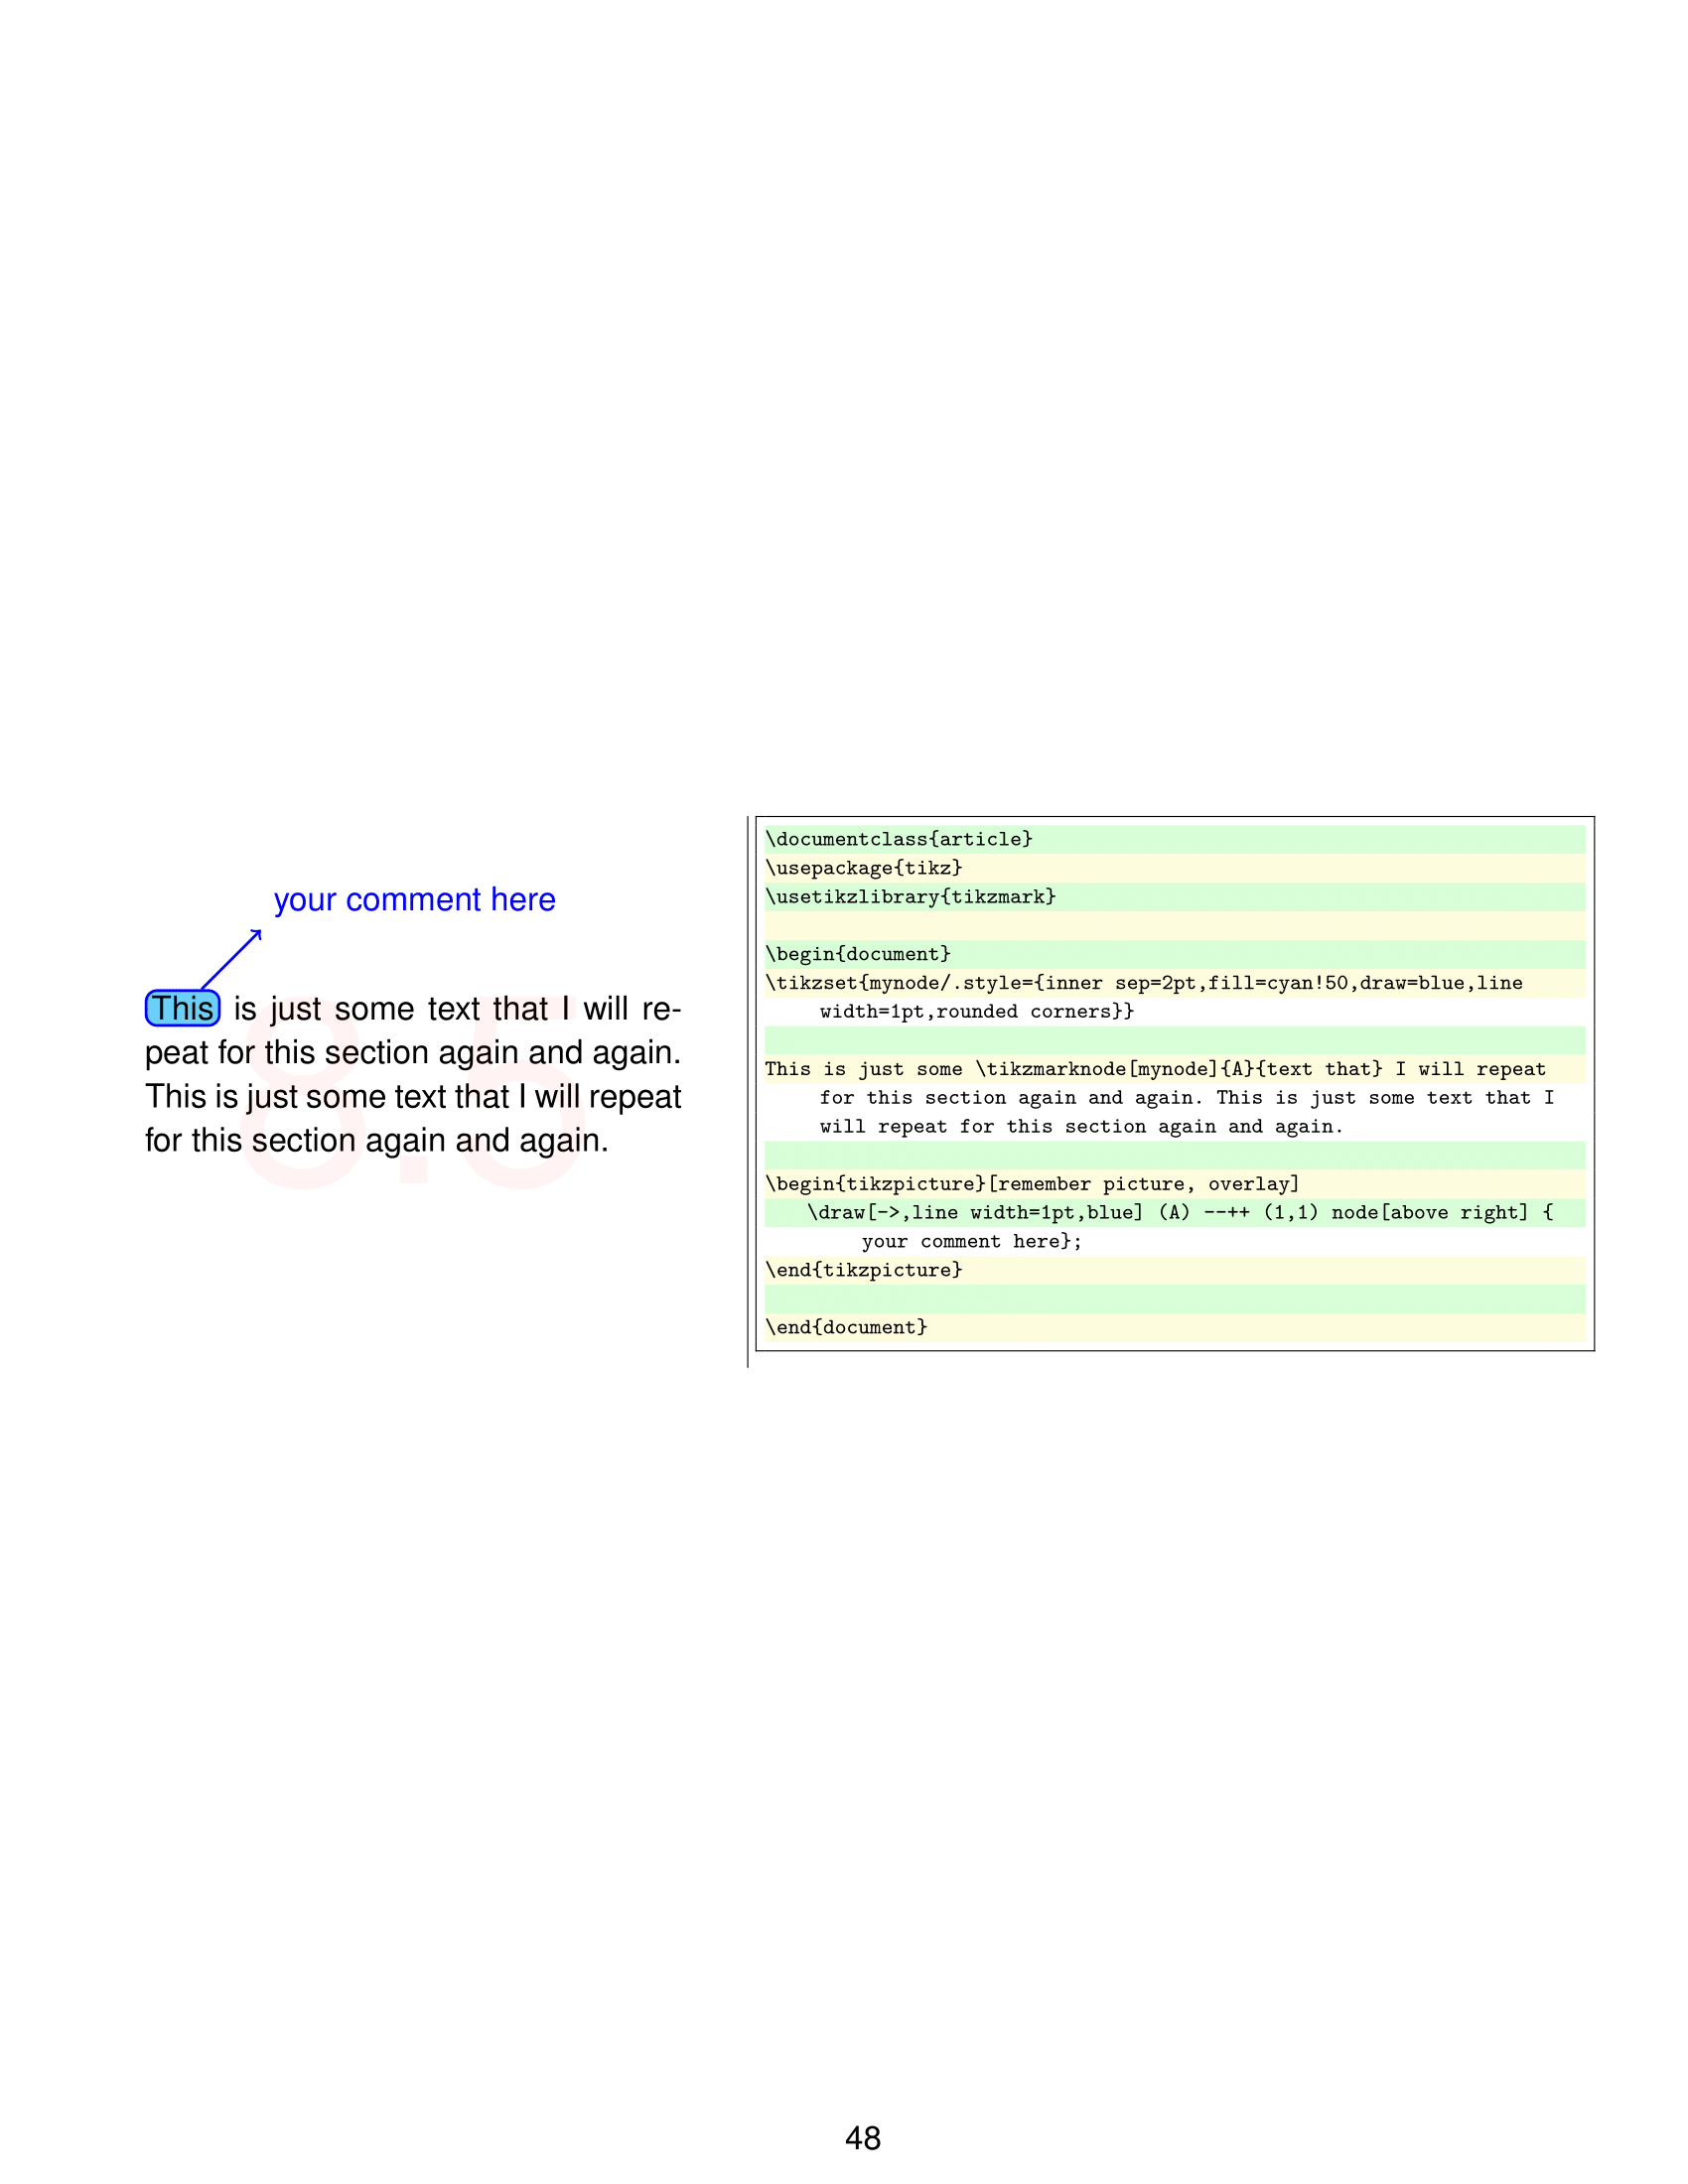 your comment here
This is just some text that I will re-
peat for this section again and again.
This is just some text that I will repeat
for this section again and again.
8.5
\documentclass{article}
\usepackage{tikz}
\usetikzlibrary{tikzmark}
\begin{document}
\tikzset{mynode/.style={inner sep=2pt,fill=cyan!50,draw=blue,line
width=1pt,rounded corners}}
This is just some \tikzmarknode[mynode]{A}{text that} I will repeat
for this section again and again. This is just some text that I
will repeat for this section again and again.
\begin{tikzpicture}[remember picture, overlay]
\draw[->,line width=1pt,blue] (A) --++ (1,1) node[above right] {
your comment here};
\end{tikzpicture}
\end{document}
48